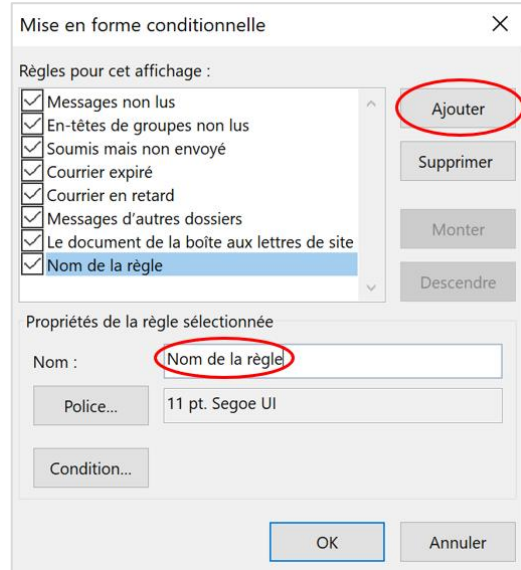 Mise en forme conditionnelle
Règles pour cet affichage :
Messages non lus
En-têtes de groupes non lus
Soumis mais non envoyé
Courrier expiré
Courrier en retard
Messages d'autres dossiers
Le document de la boîte aux lettres de site
Nom de la règle
Ajouter
Supprimer
Monter
Descendre
Propriétés de la règle sélectionnée
Nom :
Nom de la règle
Police...
11 pt. Segoe UI
Condition...
OK
Annuler